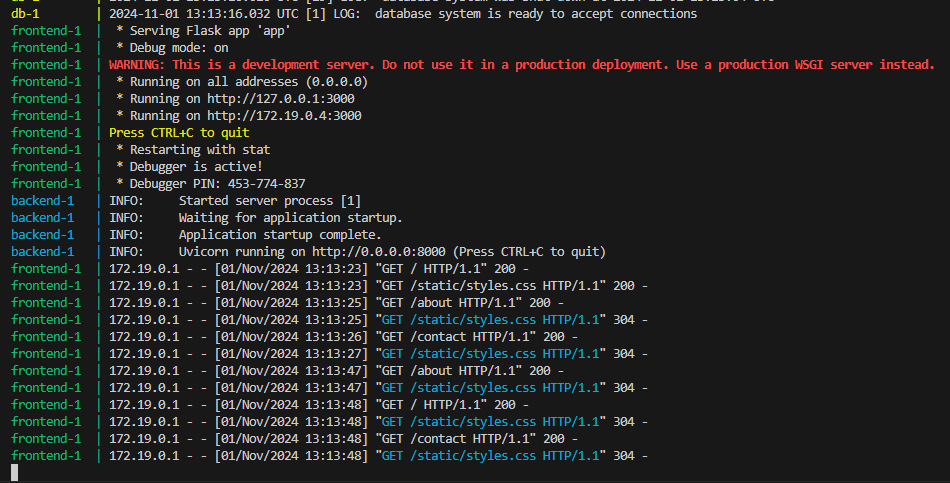 db-1        | 2024-11-01 13:13:16.032 UTC [1] LOG:  database system is ready to accept connections
frontend-1  |  * Serving Flask app 'app'
frontend-1  |  * Debug mode: on
frontend-1  | WARNING: This is a development server. Do not use it in a production deployment. Use a production WSGI server instead.
frontend-1  |  * Running on all addresses (0.0.0.0)
frontend-1  |  * Running on http://127.0.0.1:3000
frontend-1  |  * Running on http://172.19.0.4:3000
frontend-1  | Press CTRL+C to quit
frontend-1  |  * Restarting with stat
frontend-1  |  * Debugger is active!
frontend-1  |  * Debugger PIN: 453-774-837
backend-1   | INFO:     Started server process [1]
backend-1   | INFO:     Waiting for application startup.
backend-1   | INFO:     Application startup complete.
backend-1   | INFO:     Uvicorn running on http://0.0.0.0:8000 (Press CTRL+C to quit)
frontend-1  | 172.19.0.1 - - [01/Nov/2024 13:13:23] "GET / HTTP/1.1" 200 -
frontend-1  | 172.19.0.1 - - [01/Nov/2024 13:13:23] "GET /static/styles.css HTTP/1.1" 200 -
frontend-1  | 172.19.0.1 - - [01/Nov/2024 13:13:25] "GET /about HTTP/1.1" 200 -
frontend-1  | 172.19.0.1 - - [01/Nov/2024 13:13:25] "GET /static/styles.css HTTP/1.1" 304 -
frontend-1  | 172.19.0.1 - - [01/Nov/2024 13:13:26] "GET /contact HTTP/1.1" 200 -
frontend-1  | 172.19.0.1 - - [01/Nov/2024 13:13:27] "GET /static/styles.css HTTP/1.1" 304 -
frontend-1  | 172.19.0.1 - - [01/Nov/2024 13:13:47] "GET /about HTTP/1.1" 200 -
frontend-1  | 172.19.0.1 - - [01/Nov/2024 13:13:47] "GET /static/styles.css HTTP/1.1" 304 -
frontend-1  | 172.19.0.1 - - [01/Nov/2024 13:13:48] "GET / HTTP/1.1" 200 -
frontend-1  | 172.19.0.1 - - [01/Nov/2024 13:13:48] "GET /static/styles.css HTTP/1.1" 304 -
frontend-1  | 172.19.0.1 - - [01/Nov/2024 13:13:48] "GET /contact HTTP/1.1" 200 -
frontend-1  | 172.19.0.1 - - [01/Nov/2024 13:13:48] "GET /static/styles.css HTTP/1.1" 304 -